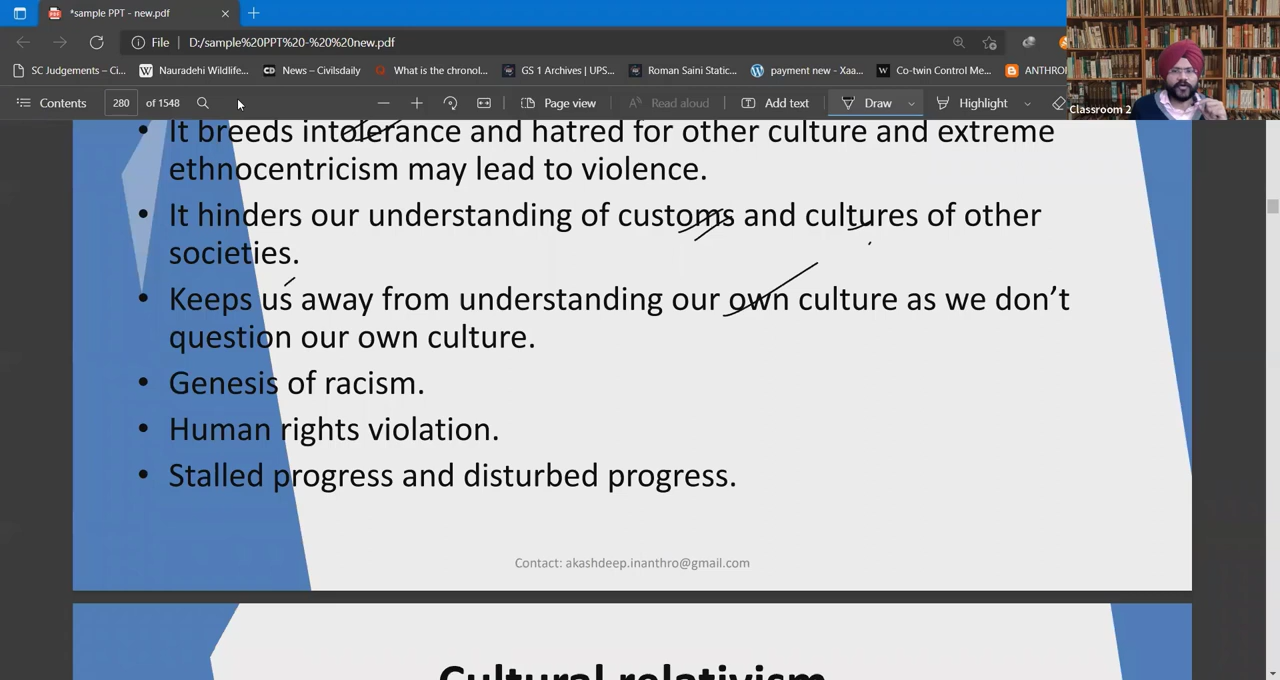 *sample PPT - new.pdf
File D:/sample%20PPT%20-%20%20new.pdf
SC Judgements – Ci... Nauradehi Wildlife... News – Civilsdaily What is the chronol... GS 1 Archives | UPS... Roman Saini Static... payment new - Xaa... Co-twin Control Me... ANTHRO
Contents 280 of 1548 Page view Read aloud Add text Draw Highlight
Classroom 2
• It breeds intolerance and hatred for other culture and extreme
ethnocentricism may lead to violence.
• It hinders our understanding of customs and cultures of other
societies.
• Keeps us away from understanding our own culture as we don't
question our own culture.
• Genesis of racism.
• Human rights violation.
• Stalled progress and disturbed progress.
Contact: akashdeep.inanthro@gmail.com
Cultural relativism